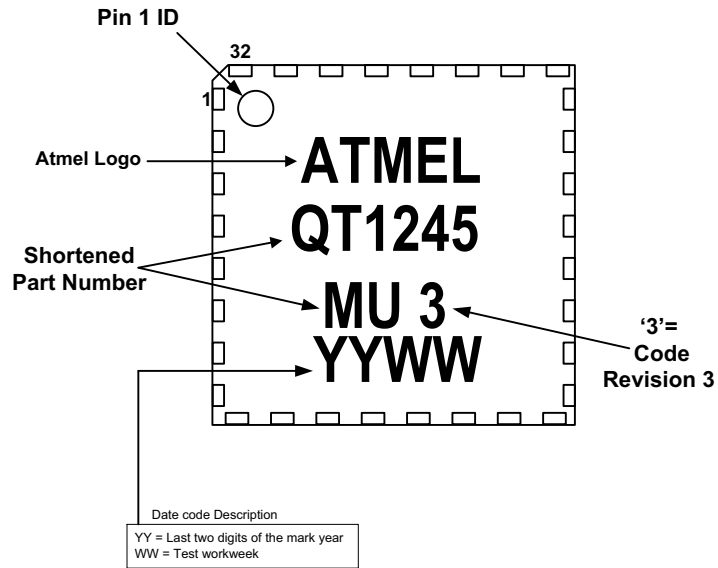 Pin 1 ID
32
1
Atmel Logo
ATMEL
QT1245
Shortened
Part Number
MU 3
‘3’=
Code
Revision 3
YYWW
Date code Description
YY = Last two digits of the mark year
WW = Test workweek